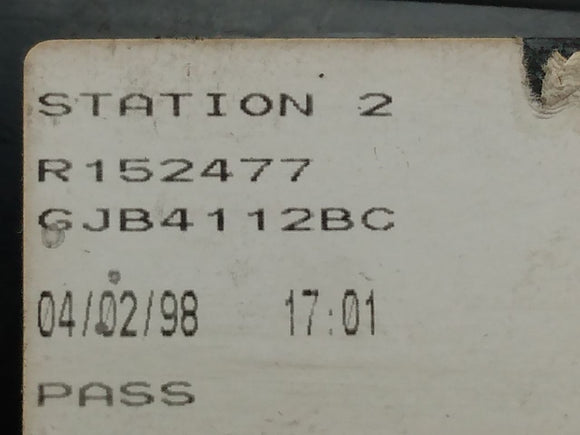 STATION 2
R152477
GJB4112BC
04/02/98 17:01
PASS